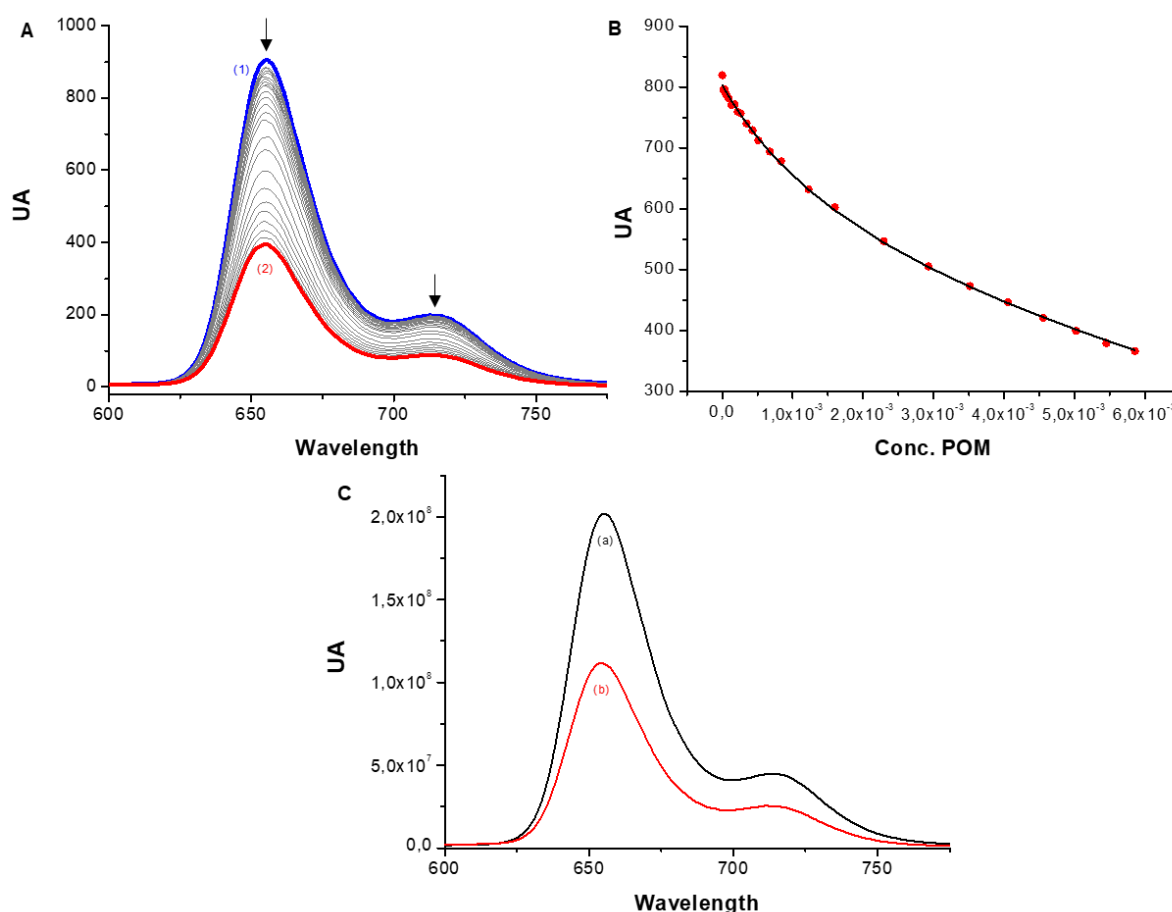 A
1000
800
600
400
200
0
(1)
(2)
600
650
700
750
UA
Wavelength
B
900
800
700
600
500
400
300
0,0
1,0x10⁻³
2,0x10⁻³
3,0x10⁻³
4,0x10⁻³
5,0x10⁻³
6,0x10⁻³
UA
Conc. POM
C
2,0x10⁸
1,5x10⁸
1,0x10⁸
5,0x10⁷
0,0
(a)
(b)
600
650
700
750
UA
Wavelength